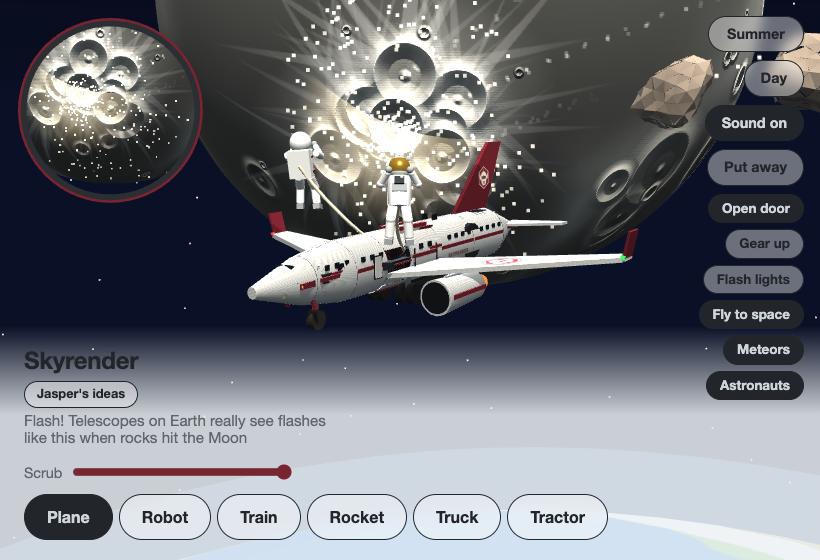 Summer
Day
Sound on
Put away
Open door
Gear up
Flash lights
Fly to space
Meteors
Astronauts
Skyrender
Jasper's ideas
Flash! Telescopes on Earth really see flashes
like this when rocks hit the Moon
Scrub
Plane
Robot
Train
Rocket
Truck
Tractor